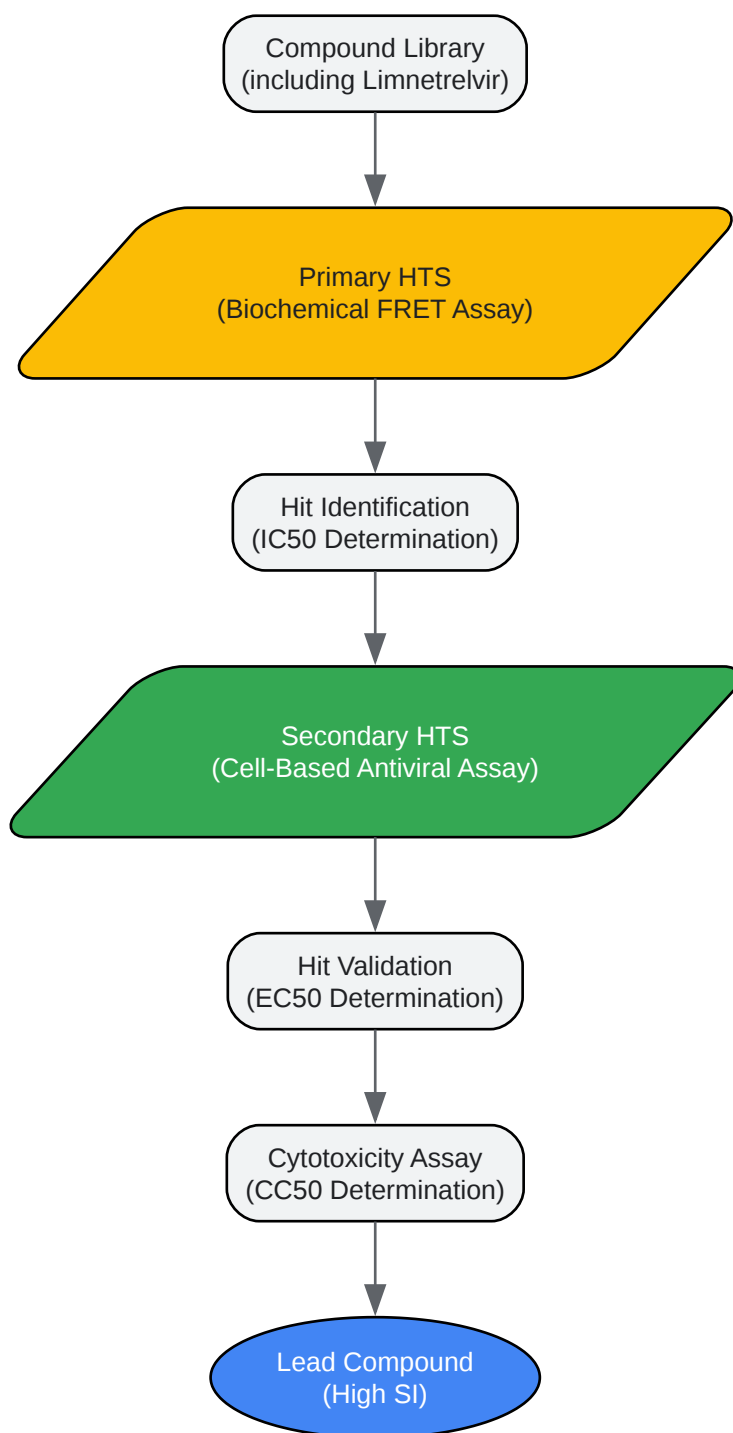 Compound Library
(including Limnetrelvir)
Primary HTS
(Biochemical FRET Assay)
Hit Identification
(IC50 Determination)
Secondary HTS
(Cell-Based Antiviral Assay)
Hit Validation
(EC50 Determination)
Cytotoxicity Assay
(CC50 Determination)
Lead Compound
(High SI)